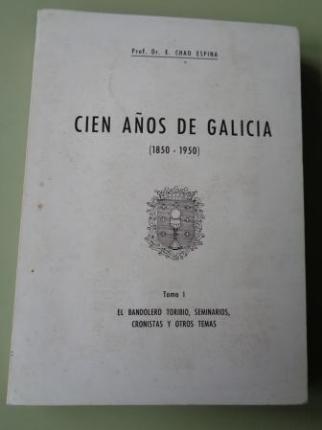 Prof. Dr. E. CHAO ESPINA
CIEN AÑOS DE GALICIA
(1850 - 1950)
Tomo I
EL BANDOLERO TORIBIO, SEMINARIOS,
CRONISTAS Y OTROS TEMAS